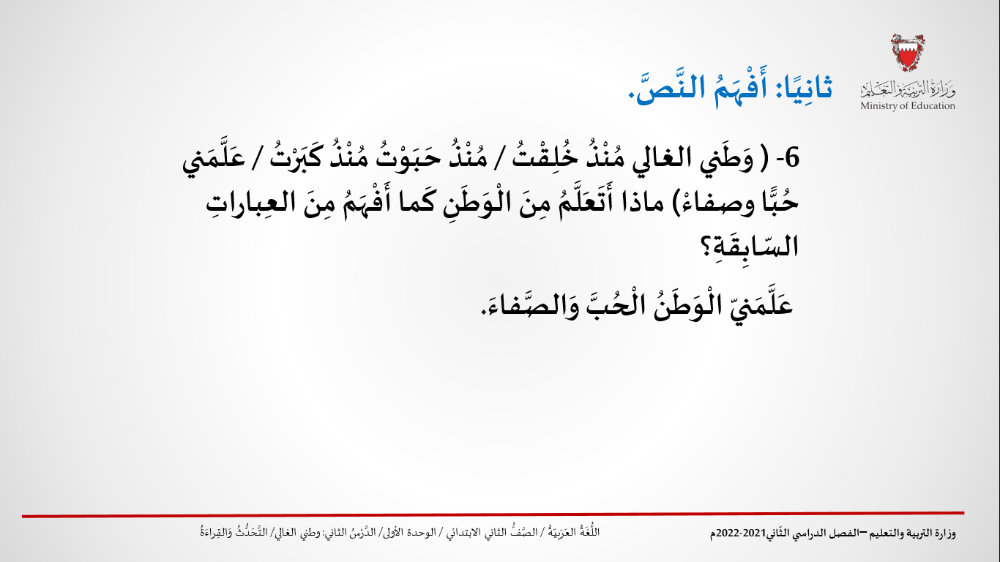 وزارة التربية والتعليم
Ministry of Education
ثانِيًا: أَفْهَمُ النَّصَّ.
6- ( وَطَني الغالي مُنْذُ خُلِقْتُ / مُنْذُ حَبَوْتُ مُنْذُ كَبَرْتُ / عَلَّمَني
حُبًّا وصفاءْ) ماذا أَتَعَلَّمُ مِنَ الْوَطَنِ كَما أَفْهَمُ مِنَ العِباراتِ
السّابِقَةِ؟
عَلَّمَنيّ الْوَطَنُ الْحُبَّ وَالصَّفاءَ.
وزارة التربية والتعليم –الفصل الدراسي الثّاني2021-2022م
اللُّغَةُ العَرَبِيَّةُ / الصَّفُّ الثاني الابتدائي / الوحدة الأولى/ الدَّرْسُ الثاني: وطني الغالي/ التَّحَدُّثُ وَالقِراءَةُ